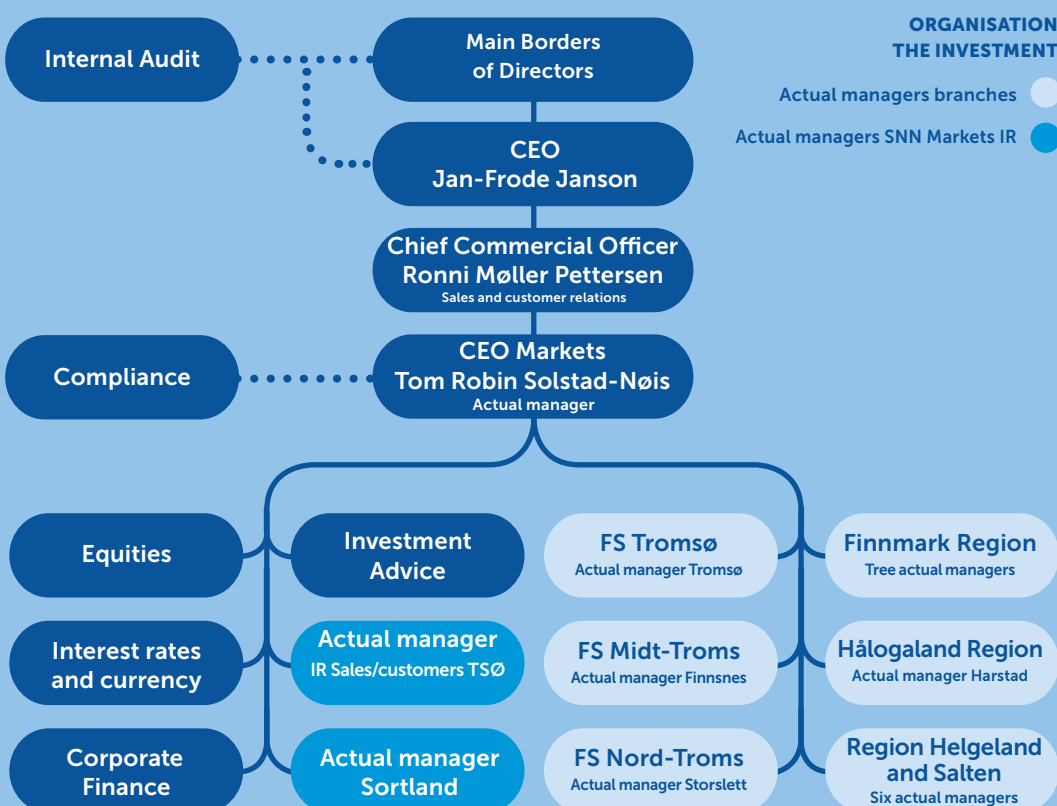 Internal Audit
Main Borders
of Directors
ORGANISATION
THE INVESTMENT
Actual managers branches
Actual managers SNN Markets IR
CEO
Jan-Frode Janson
Chief Commercial Officer
Ronni Møller Pettersen
Sales and customer relations
Compliance
CEO Markets
Tom Robin Solstad-Nøis
Actual manager
Equities
Investment
Advice
FS Tromsø
Actual manager Tromsø
Finnmark Region
Tree actual managers
Interest rates
and currency
Actual manager
IR Sales/customers TSØ
FS Midt-Troms
Actual manager Finnsnes
Hålogaland Region
Actual manager Harstad
Corporate
Finance
Actual manager
Sortland
FS Nord-Troms
Actual manager Storslett
Region Helgeland
and Salten
Six actual managers